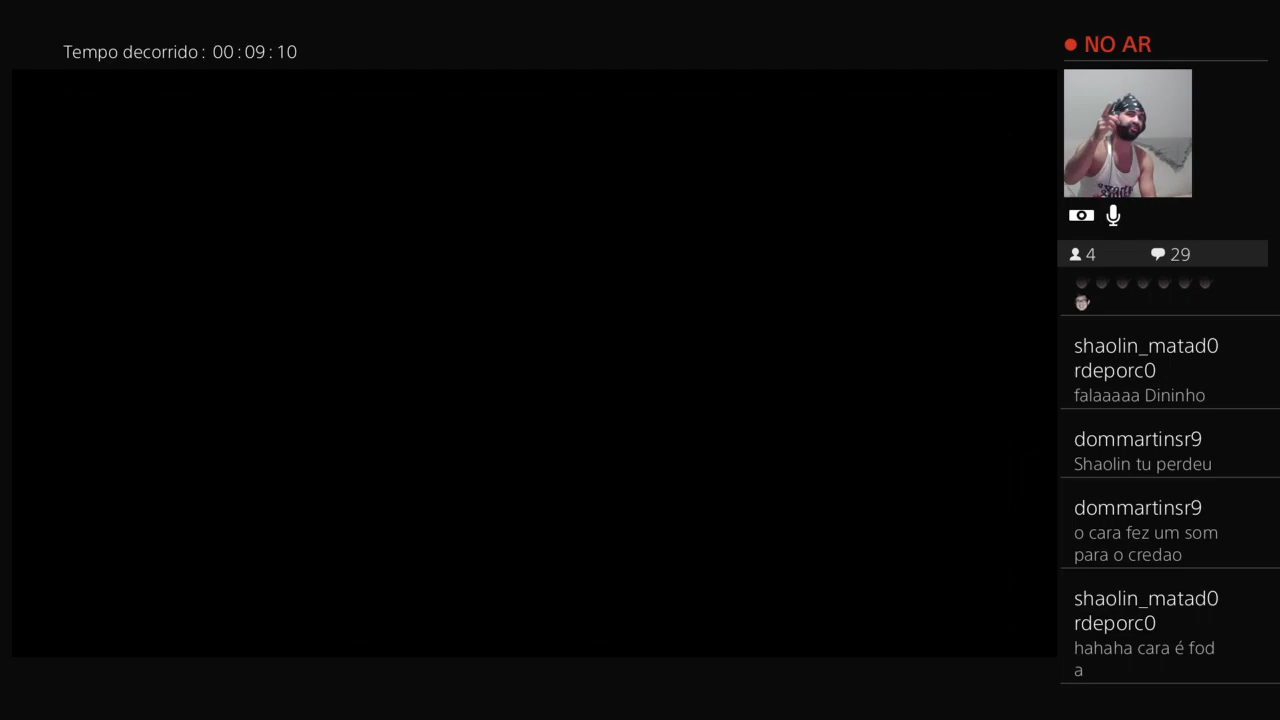 Tempo decorrido: 00:09:10
NO AR
4
29
shaolin_matad0
rdeporc0
falaaaaa Dininho
dommartinsr9
Shaolin tu perdeu
dommartinsr9
o cara fez um som
para o credao
shaolin_matad0
rdeporc0
hahaha cara é fod
a